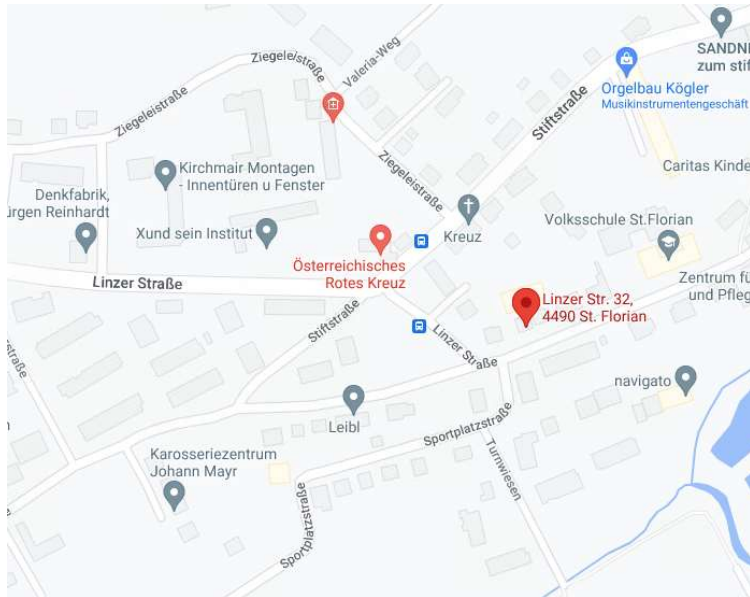 SANDNE
zum stif
Valeria-Weg
Ziegeleistraße
Orgelbau Kögler
Musikinstrumentengeschäft
Ziegeleistraße
Stiftstraße
Kirchmair Montagen
- Innentüren u Fenster
Ziegeleistraße
Caritas Kinde
Denkfabrik,
ürgen Reinhardt
Xund sein Institut
Kreuz
Volksschule St.Florian
Österreichisches
Rotes Kreuz
Linzer Straße
Zentrum fü
und Pfleg
Linzer Str. 32,
4490 St. Florian
Stiftstraße
Linzer Straße
rstraße
navigato
Leibl
Sportplatzstraße
Karosseriezentrum
Johann Mayr
Turnwiesen
Sportplatzstraße